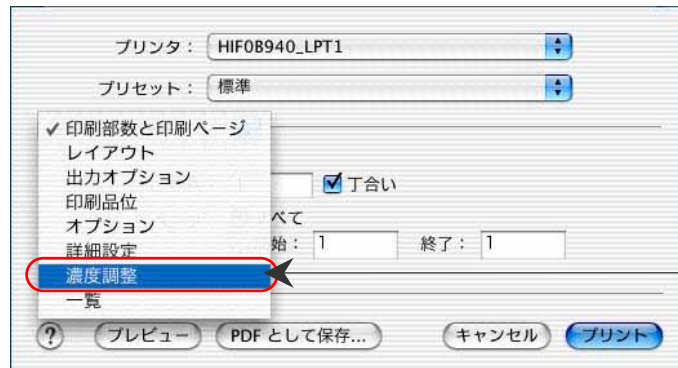 プリンタ： HIF0B940_LPT1
プリセット： 標準
✓ 印刷部数と印刷ページ
レイアウト
出力オプション
印刷品位
オプション
詳細設定
濃度調整
一覧
丁合い
べて
始： 1 終了： 1
? プレビュー PDF として保存... キャンセル プリント